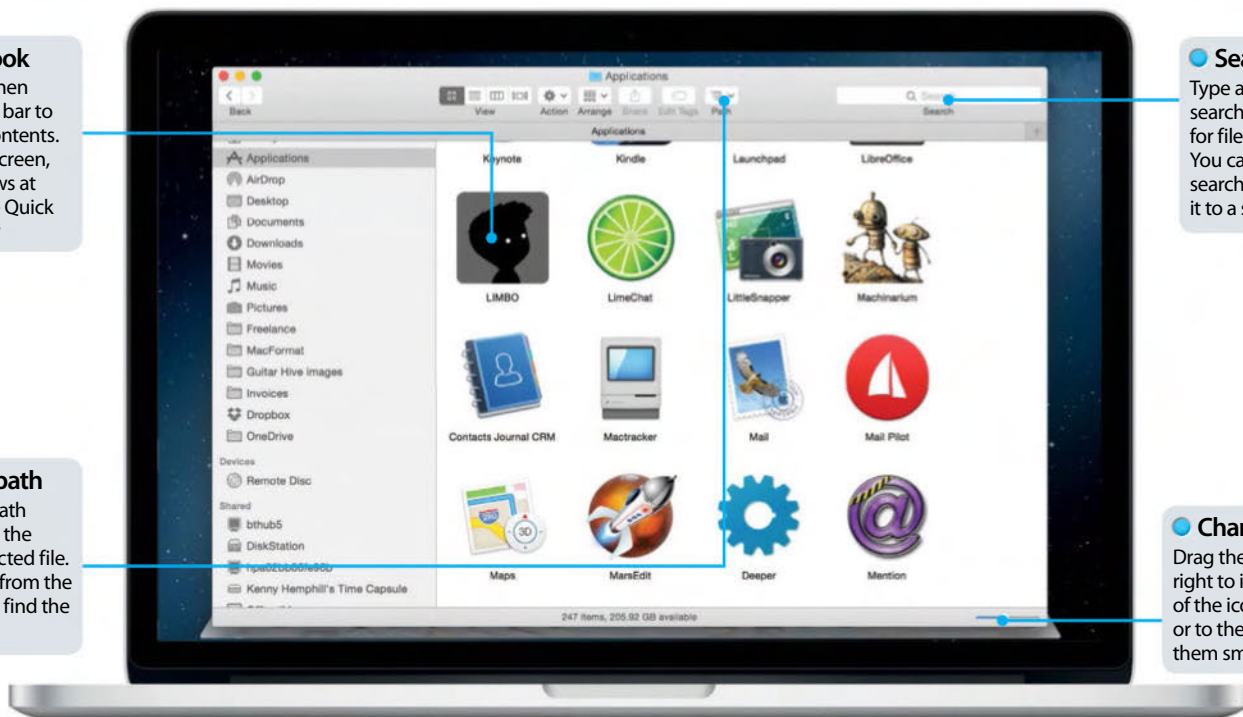 ook
hen
bar to
ontents.
creen,
ws at
Quick
path
ath
the
cted file.
from the
find the
Applications
Back
View
Action
Arrange
Share
Edit Tags
Path
Search
Search
Applications
Applications
AirDrop
Desktop
Documents
Downloads
Movies
Music
Pictures
Freelance
MacFormat
Guitar Hive images
Invoices
Dropbox
OneDrive
Devices
Remote Disc
Shared
bthub5
DiskStation
Kenny Hemphill's Time Capsule
Keynote
Kindle
Launchpad
LibreOffice
LIMBO
LimeChat
LittleSnapper
Machinarium
Contacts Journal CRM
Mactracker
Mail
Mail Pilot
280
3D
Maps
MarsEdit
Deeper
Mention
247 items, 205.92 GB available
Sea
Type a
search
for file
You ca
search
it to a s
Char
Drag the
right to i
of the ico
or to the
them sm